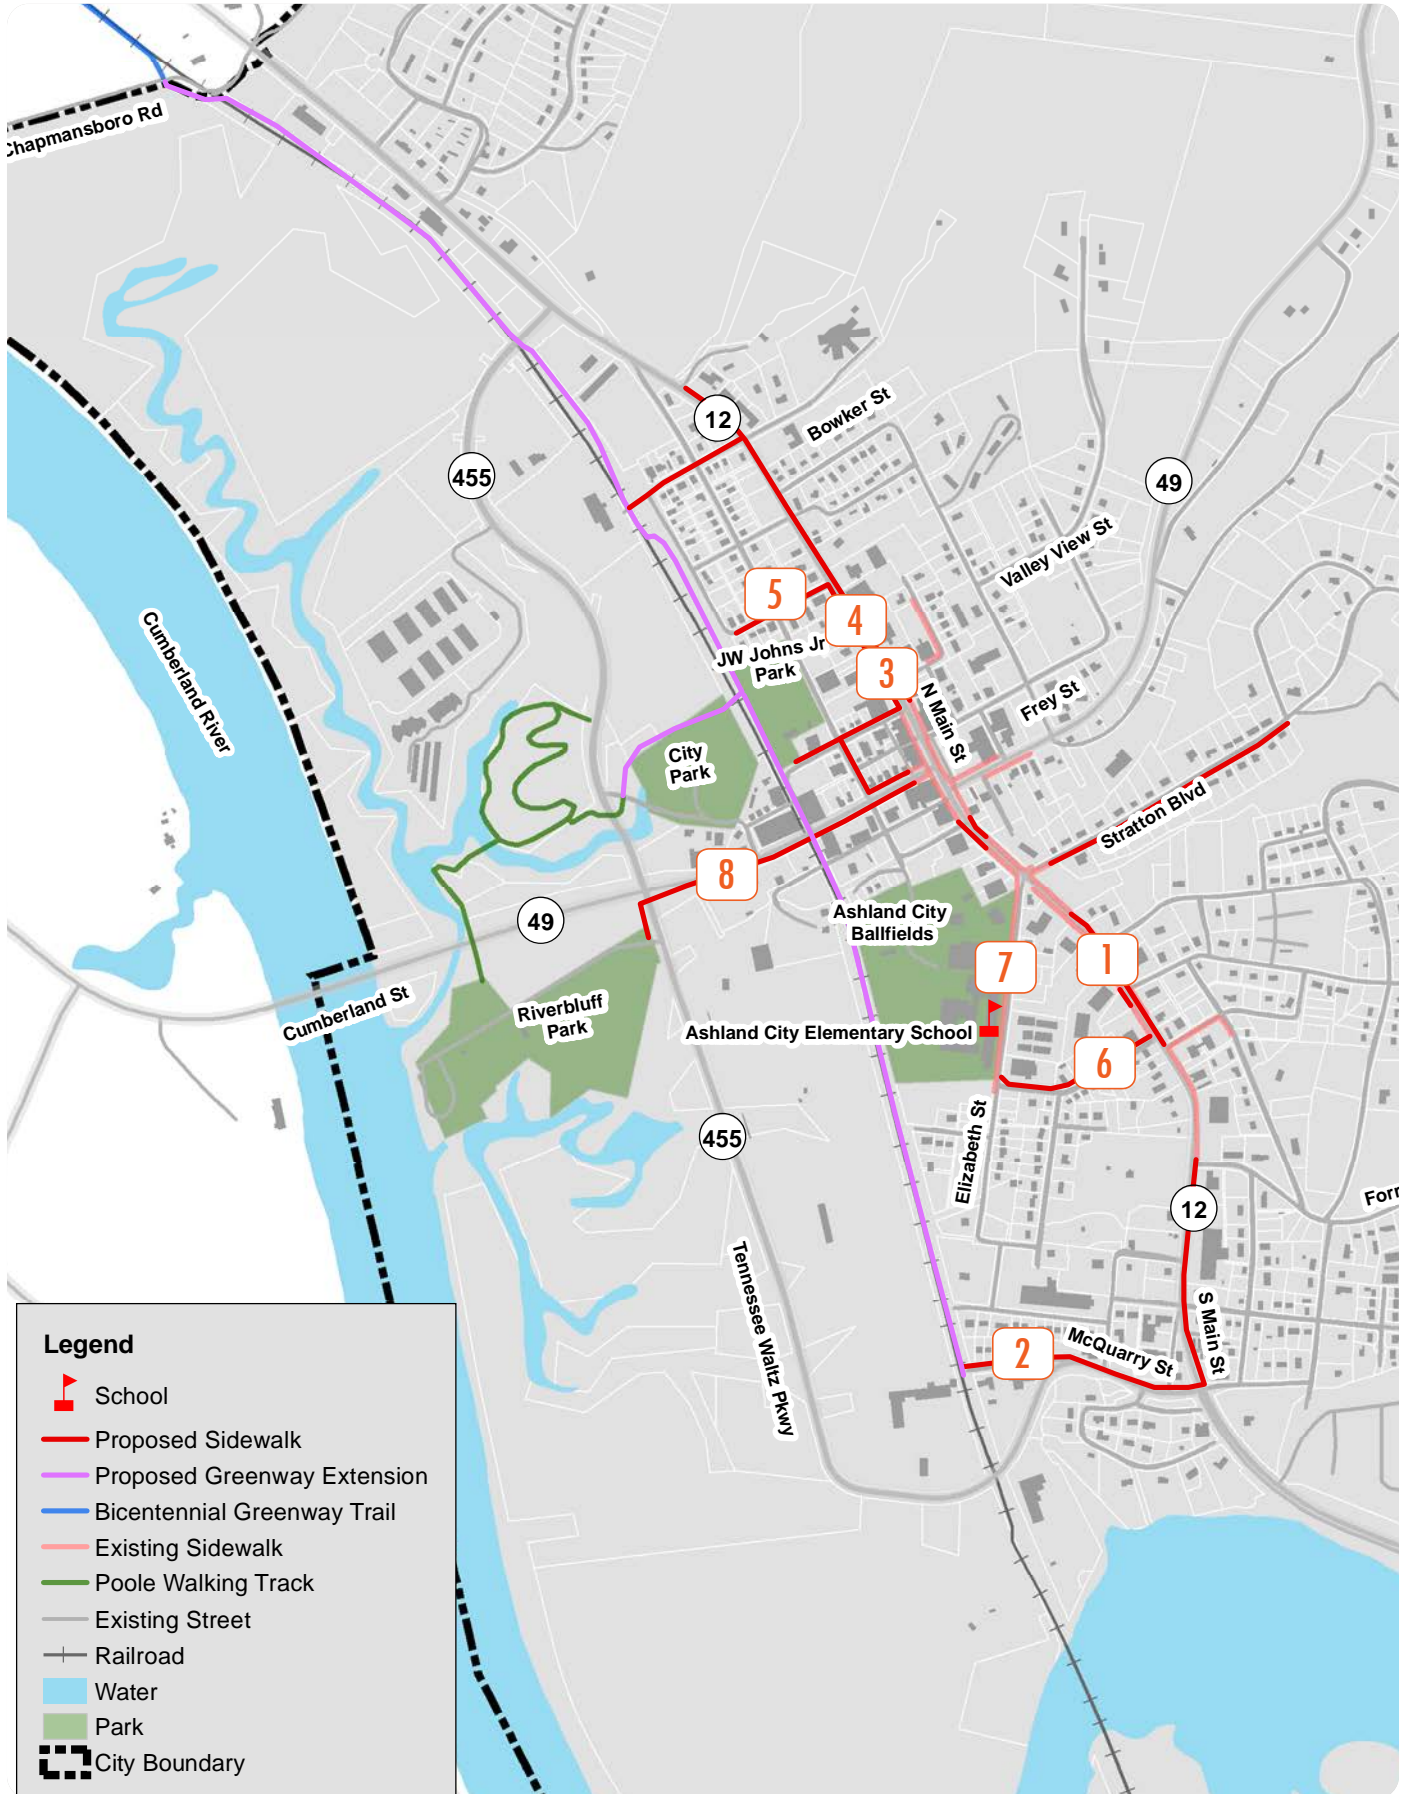 Chapmansboro Rd
12
Bowker St
455
49
Valley View St
5
4
Cumberland River
JW Johns Jr
Park
3
N Main St
Frey St
City
Park
Stratton Blvd
8
49
Ashland City
Ballfields
7
1
Cumberland St
Riverbluff
Park
Ashland City Elementary School
6
455
Elizabeth St
12
Forr
Tennessee Waltz Pkwy
S Main St
2
McQuarry St
Legend
School
Proposed Sidewalk
Proposed Greenway Extension
Bicentennial Greenway Trail
Existing Sidewalk
Poole Walking Track
Existing Street
Railroad
Water
Park
City Boundary